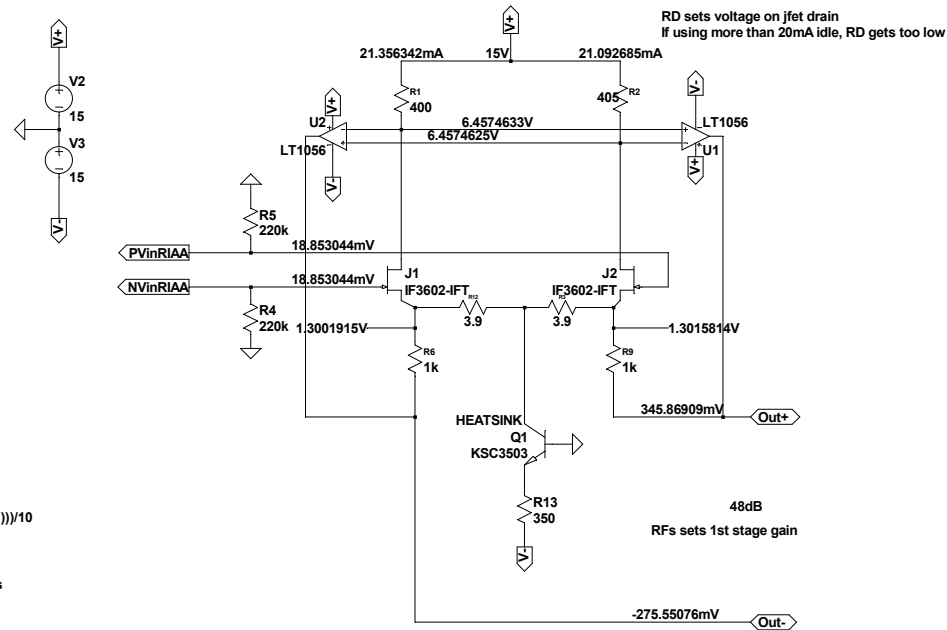 RD sets voltage on jfet drain
If using more than 20mA idle, RD gets too low
V+
V+
21.356342mA
15V
21.092685mA
V2
15
R1
400
405
R2
V-
V+
U2
LT1056
6.4574633V
6.4574625V
LT1056
U1
V3
15
V-
V+
V-
R5
220k
PVinRIAA
18.853044mV
NVinRIAA
18.853044mV
J1
IF3602-IFT
J2
IF3602-IFT
R4
220k
R12
3.9
R3
3.9
1.3001915V
1.3015814V
R6
1k
R9
1k
345.86909mV
Out+
HEATSINK
Q1
KSC3503
R13
350
48dB
)))/10
RFs sets 1st stage gain
V-
s
-275.55076mV
Out-